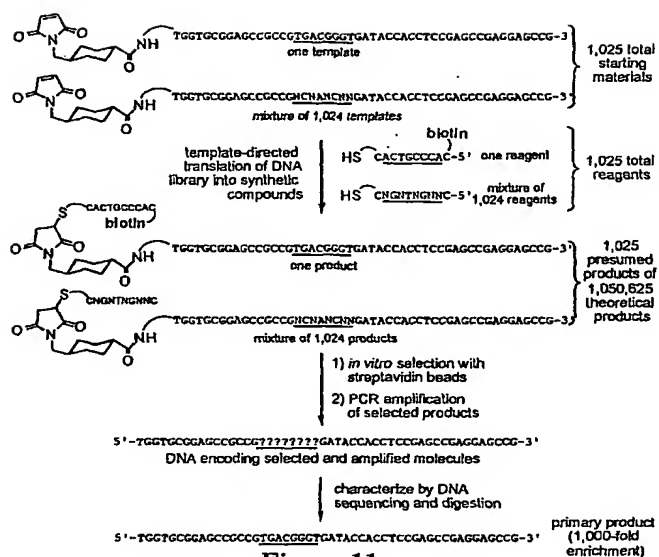 TGGTGCGGAGCCGCCGTGACGGGTGATACCACCTCCGAGCCGAGGAGCCG-3'
one template
TGGTGCGGAGCCGCCGNCNANCNNGATACCACCTCCGAGCCGAGGAGCCG-3'
mixture of 1,024 templates
1,025 total
starting
materials
template-directed
translation of DNA
library into synthetic
compounds
biotin
HS CACTGCCCAC-5' one reagent
HS CNGNTNGNNC-5' mixture of
1,024 reagents
1,025 total
reagents
S CACTGCCCAC
biotin
O N O NH O
TGGTGCGGAGCCGCCGTGACGGGTGATACCACCTCCGAGCCGAGGAGCCG-3'
one product
S CNGNTNGNNC
O N O NH O
TGGTGCGGAGCCGCCGNCNANCNNGATACCACCTCCGAGCCGAGGAGCCG-3'
mixture of 1,024 products
1,025
presumed
products of
1,050,625
theoretical
products
1) in vitro selection with
streptavidin beads
2) PCR amplification
of selected products
5'-TGGTGCGGAGCCGCCG????????GATACCACCTCCGAGCCGAGGAGCCG-3'
DNA encoding selected and amplified molecules
characterize by DNA
sequencing and digestion
5'-TGGTGCGGAGCCGCCGTGACGGGTGATACCACCTCCGAGCCGAGGAGCCG-3'
primary product
(1,000-fold
enrichment)